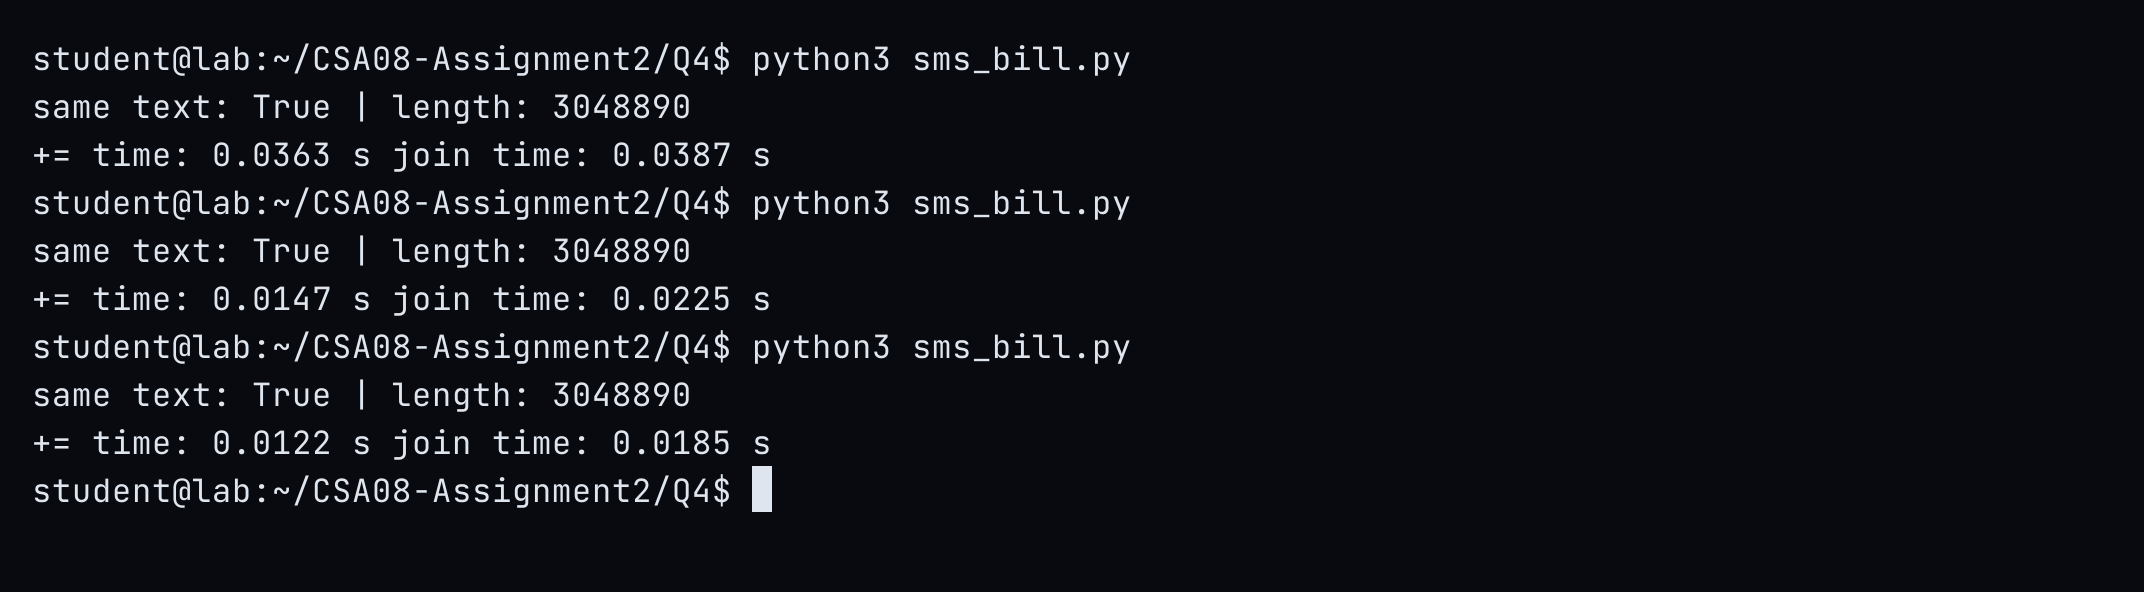 student@lab:~/CSA08-Assignment2/Q4$ python3 sms_bill.py
same text: True | length: 3048890
+= time: 0.0363 s join time: 0.0387 s
student@lab:~/CSA08-Assignment2/Q4$ python3 sms_bill.py
same text: True | length: 3048890
+= time: 0.0147 s join time: 0.0225 s
student@lab:~/CSA08-Assignment2/Q4$ python3 sms_bill.py
same text: True | length: 3048890
+= time: 0.0122 s join time: 0.0185 s
student@lab:~/CSA08-Assignment2/Q4$